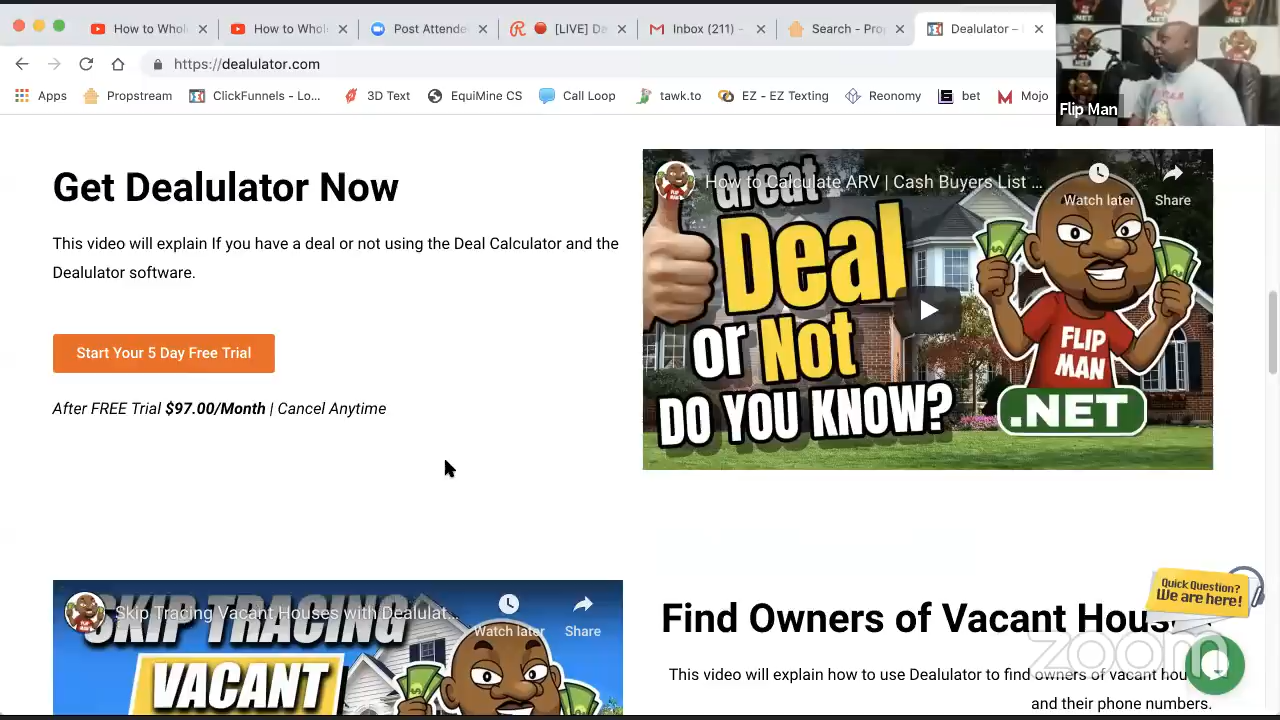 How to Whol
How to Whol
Post Attende
[LIVE] De
Inbox (211) -
Search - Pro
Dealulator –
https://dealulator.com
Apps
Propstream
ClickFunnels - Lo...
3D Text
EquiMine CS
Call Loop
tawk.to
EZ - EZ Texting
Reonomy
bet
Mojo
Flip Man
Get Dealulator Now
This video will explain If you have a deal or not using the Deal Calculator and the
Dealulator software.
Start Your 5 Day Free Trial
After FREE Trial $97.00/Month | Cancel Anytime
How to Calculate ARV | Cash Buyers List ...
Watch later
Share
Great
Deal
or Not
DO YOU KNOW?
FLIP
MAN
.NET
Skip Tracing Vacant Houses with Dealulat...
Watch later
Share
SKIP TRACING
VACANT
Find Owners of Vacant Hous
This video will explain how to use Dealulator to find owners of vacant hou
and their phone numbers.
Quick Question?
We are here!
zoom